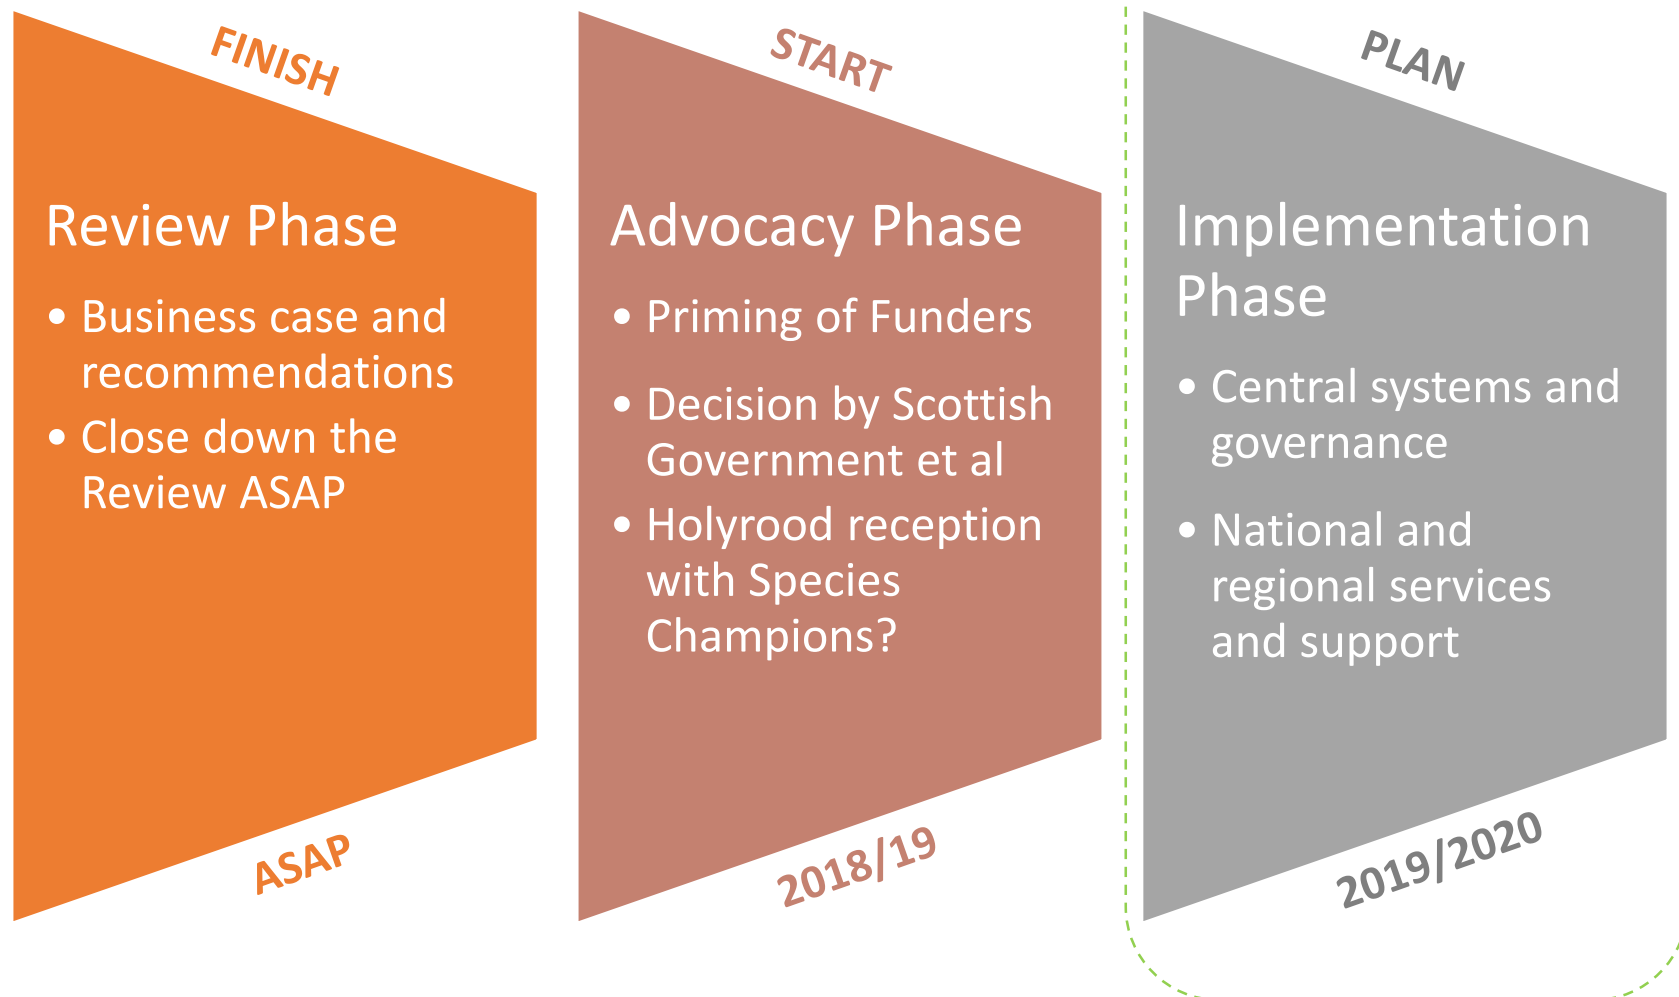 FINISH
Review Phase
• Business case and
recommendations
• Close down the
Review ASAP
ASAP
START
Advocacy Phase
• Priming of Funders
• Decision by Scottish
Government et al
• Holyrood reception
with Species
Champions?
2018/19
PLAN
Implementation
Phase
• Central systems and
governance
• National and
regional services
and support
2019/2020